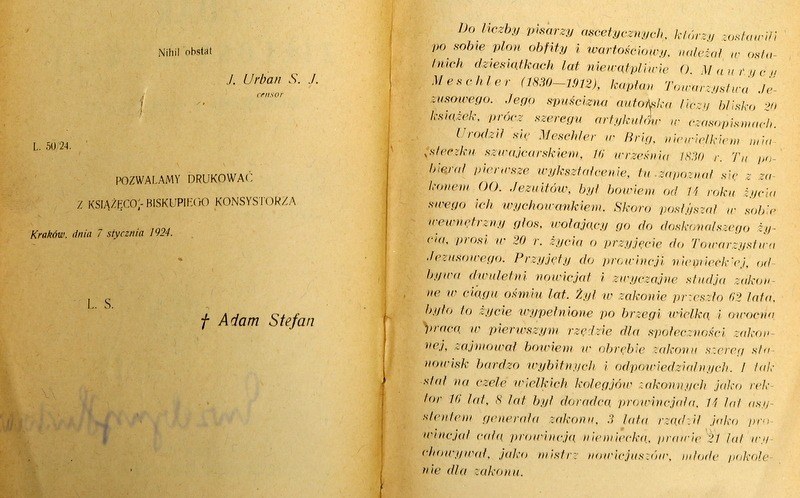 Nihil obstat
J. Urban S. J.
censor
L. 50/24.
POZWALAMY DRUKOWAĆ
Z KSIĄŻĘCO-BISKUPIEGO KONSYSTORZA
Kraków, dnia 7 stycznia 1924.
L. S.
† Adam Stefan
Do liczby pisarzy ascetycznych, którzy zostawili
po sobie plon obfity i wartościowy, należał w osta-
tnich dziesiątkach lat niewątpliwie O. Maurycy
Meschler (1830—1912), kapłan Towarzystwa Je-
zusowego. Jego spuścizna autorska liczy blisko 20
książek, prócz szeregu artykułów w czasopismach.
Urodził się Meschler w Brig, niewielkiem mia-
steczku szwajcarskiem, 16 września 1830 r. Tu po-
bierał pierwsze wykształcenie, tu zapoznał się z za-
konem OO. Jezuitów, był bowiem od 14 roku życia
swego ich wychowankiem. Skoro posłyszał w sobie
wewnętrzny głos, wołający go do doskonalszego ży-
cia, prosi w 20 r. życia o przyjęcie do Towarzystwa
Jezusowego. Przyjęty do prowincji niemieckiej, od-
bywa dwuletni nowicjat i zwyczajne studja zakon-
ne w ciągu ośmiu lat. Żył w zakonie przeszło 62 lata,
było to życie wypełnione po brzegi wielką i owocną
pracą w pierwszym rzędzie dla społeczności zakon-
nej, zajmował bowiem w obrębie zakonu szereg sta-
nowisk bardzo wybitnych i odpowiedzialnych. I tak
stał na czele wielkich kolegjów zakonnych jako rek-
tor 16 lat, 8 lat był doradcą prowincjała, 14 lat asy-
stentem generała zakonu, 3 lata rządził jako pro-
wincjał całą prowincją niemiecką, prawie 21 lat wy-
chowywał, jako mistrz nowicjuszów, młode pokole-
nie dla zakonu.